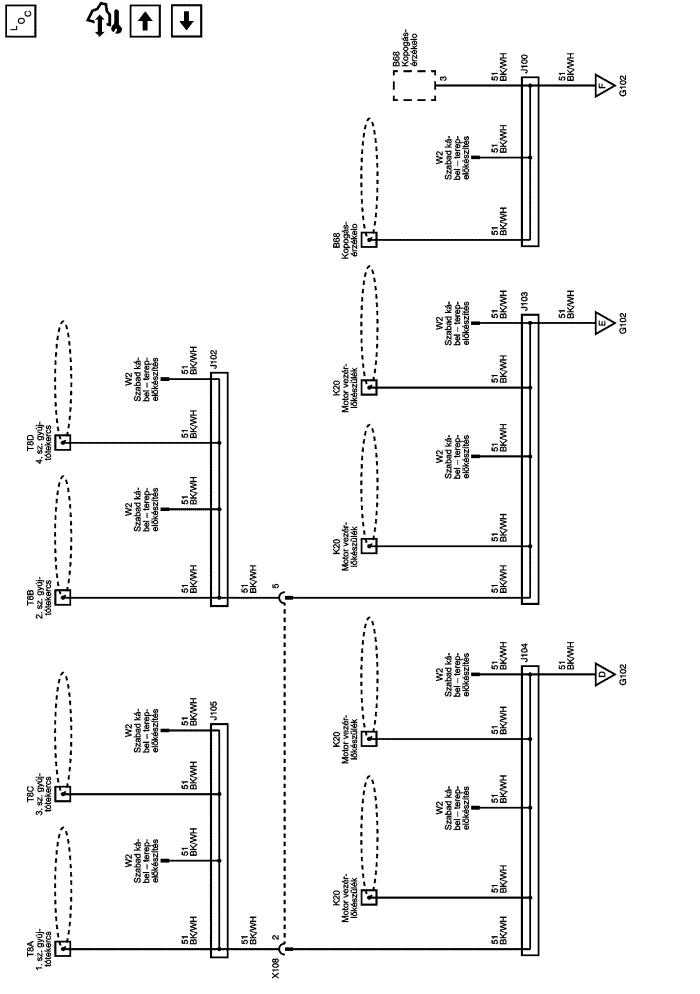 LOC
B68
Kopogás-
érzékelo
3
51
BK/WH
J100
51
BK/WH
F
G102
W2
Szabad ká-
bel – terep-
előkészítés
51
BK/WH
B68
Kopogás-
érzékelo
51
BK/WH
K20
Motor vezér-
lőkészülék
51
BK/WH
W2
Szabad ká-
bel – terep-
előkészítés
51
BK/WH
J103
51
BK/WH
E
G102
K20
Motor vezér-
lőkészülék
51
BK/WH
W2
Szabad ká-
bel – terep-
előkészítés
51
BK/WH
T8D
4. sz. gyúj-
tótekercs
51
BK/WH
W2
Szabad ká-
bel – terep-
előkészítés
51
BK/WH
J102
T8B
2. sz. gyúj-
tótekercs
51
BK/WH
W2
Szabad ká-
bel – terep-
előkészítés
51
BK/WH
51
BK/WH
5
K20
Motor vezér-
lőkészülék
51
BK/WH
W2
Szabad ká-
bel – terep-
előkészítés
51
BK/WH
J104
51
BK/WH
D
G102
K20
Motor vezér-
lőkészülék
51
BK/WH
W2
Szabad ká-
bel – terep-
előkészítés
51
BK/WH
51
BK/WH
T8C
3. sz. gyúj-
tótekercs
51
BK/WH
W2
Szabad ká-
bel – terep-
előkészítés
51
BK/WH
J105
T8A
1. sz. gyúj-
tótekercs
51
BK/WH
W2
Szabad ká-
bel – terep-
előkészítés
51
BK/WH
51
BK/WH
2
X108
51
BK/WH